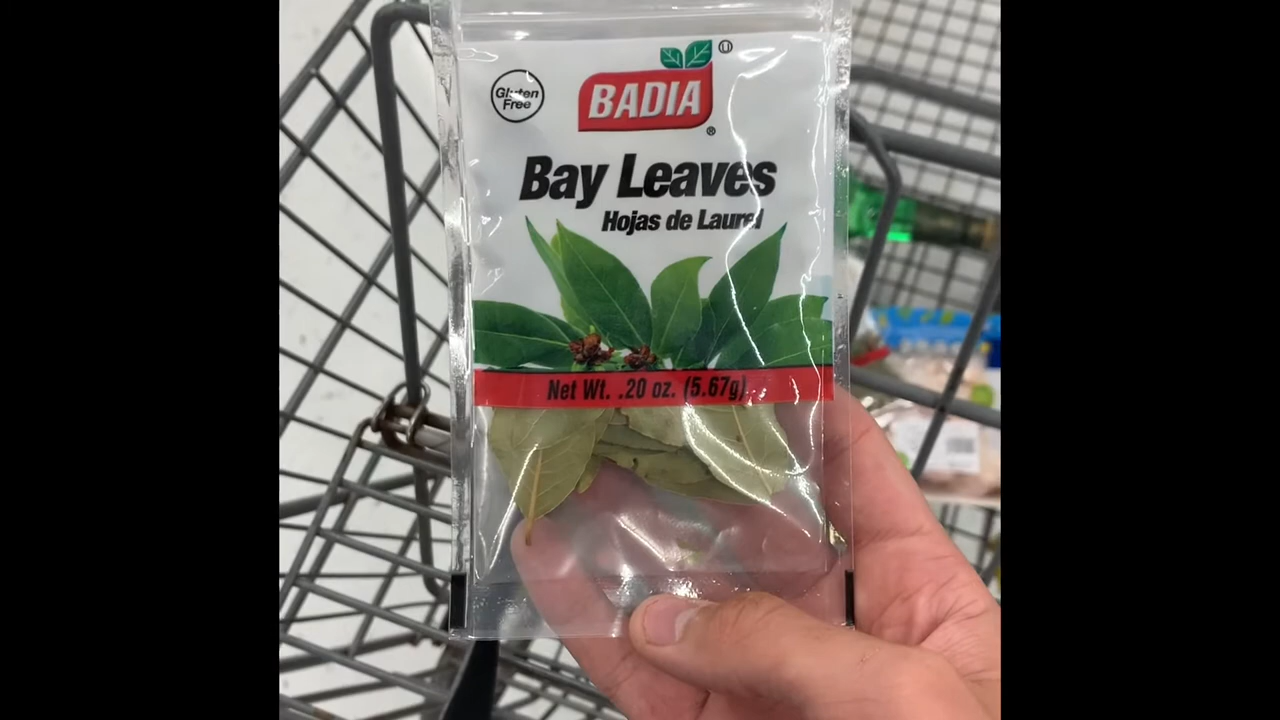 Gluten
Free
BADIA
Bay Leaves
Hojas de Laurel
Net Wt. .20 oz. (5.67g)